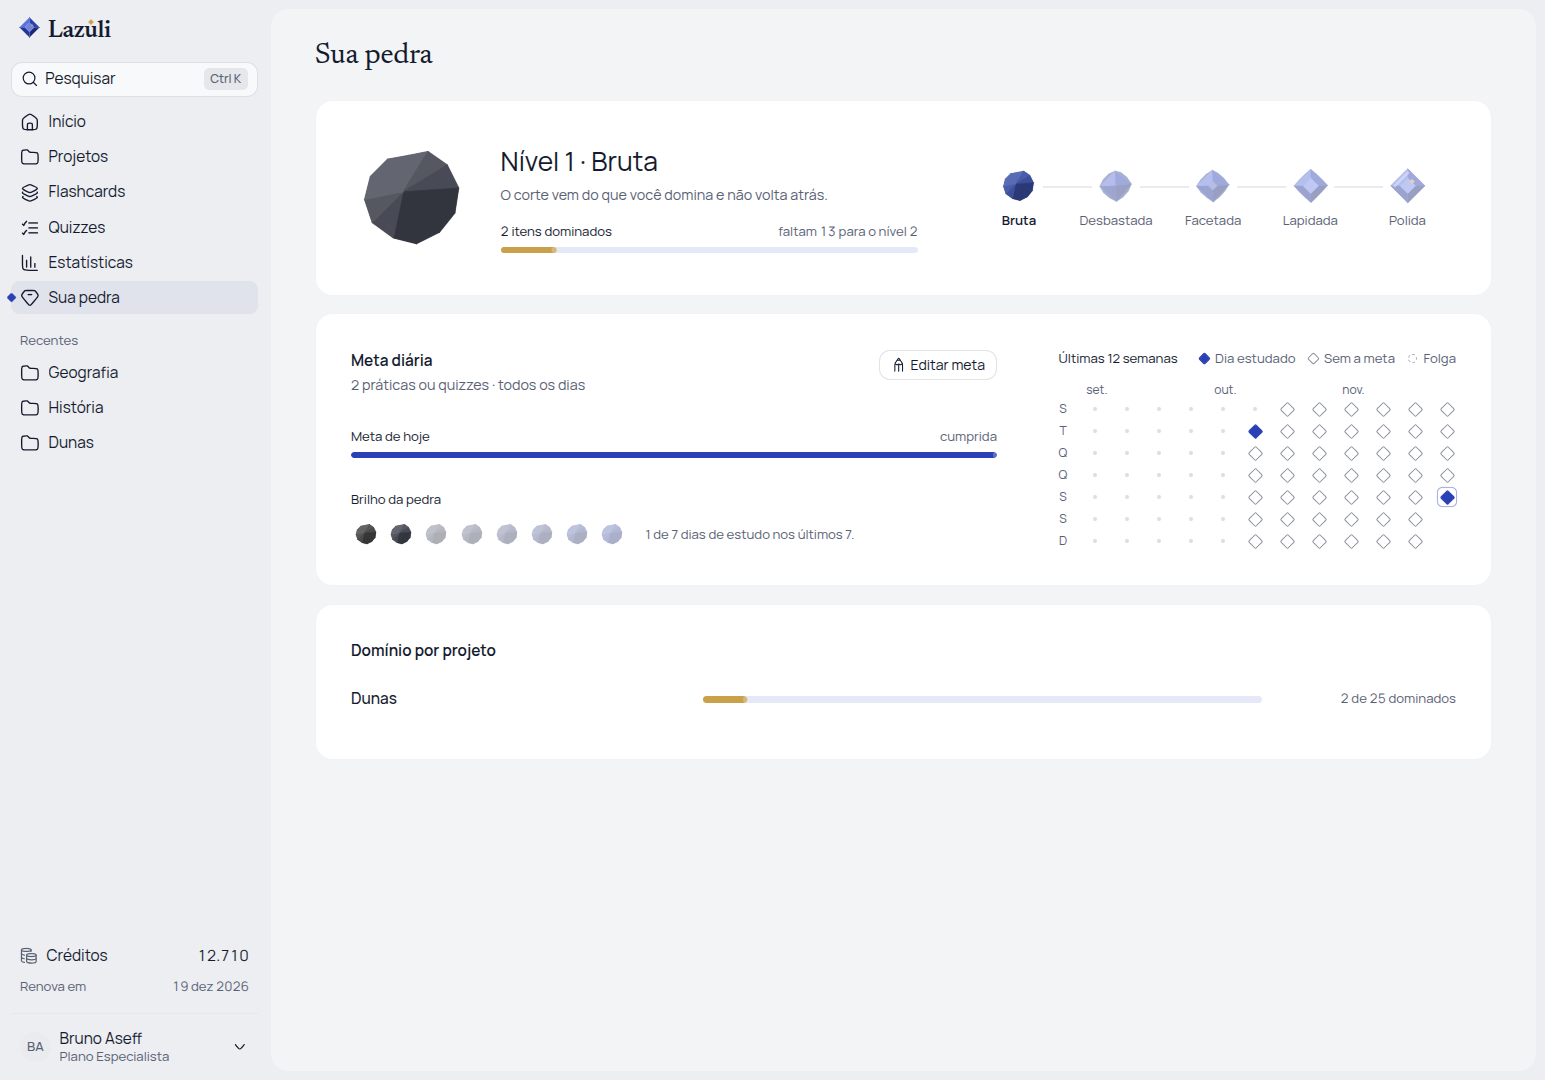 Lazúli
Pesquisar Ctrl K
Início
Projetos
Flashcards
Quizzes
Estatísticas
Sua pedra
Recentes
Geografia
História
Dunas
Créditos 12.710
Renova em 19 dez 2026
BA Bruno Aseff
Plano Especialista
Sua pedra
Nível 1 · Bruta
O corte vem do que você domina e não volta atrás.
2 itens dominados faltam 13 para o nível 2
Bruta Desbastada Facetada Lapidada Polida
Meta diária
2 práticas ou quizzes · todos os dias
Editar meta
Meta de hoje cumprida
Brilho da pedra
1 de 7 dias de estudo nos últimos 7.
Últimas 12 semanas Dia estudado Sem a meta Folga
set. out. nov.
S
T
Q
Q
S
S
D
Domínio por projeto
Dunas 2 de 25 dominados